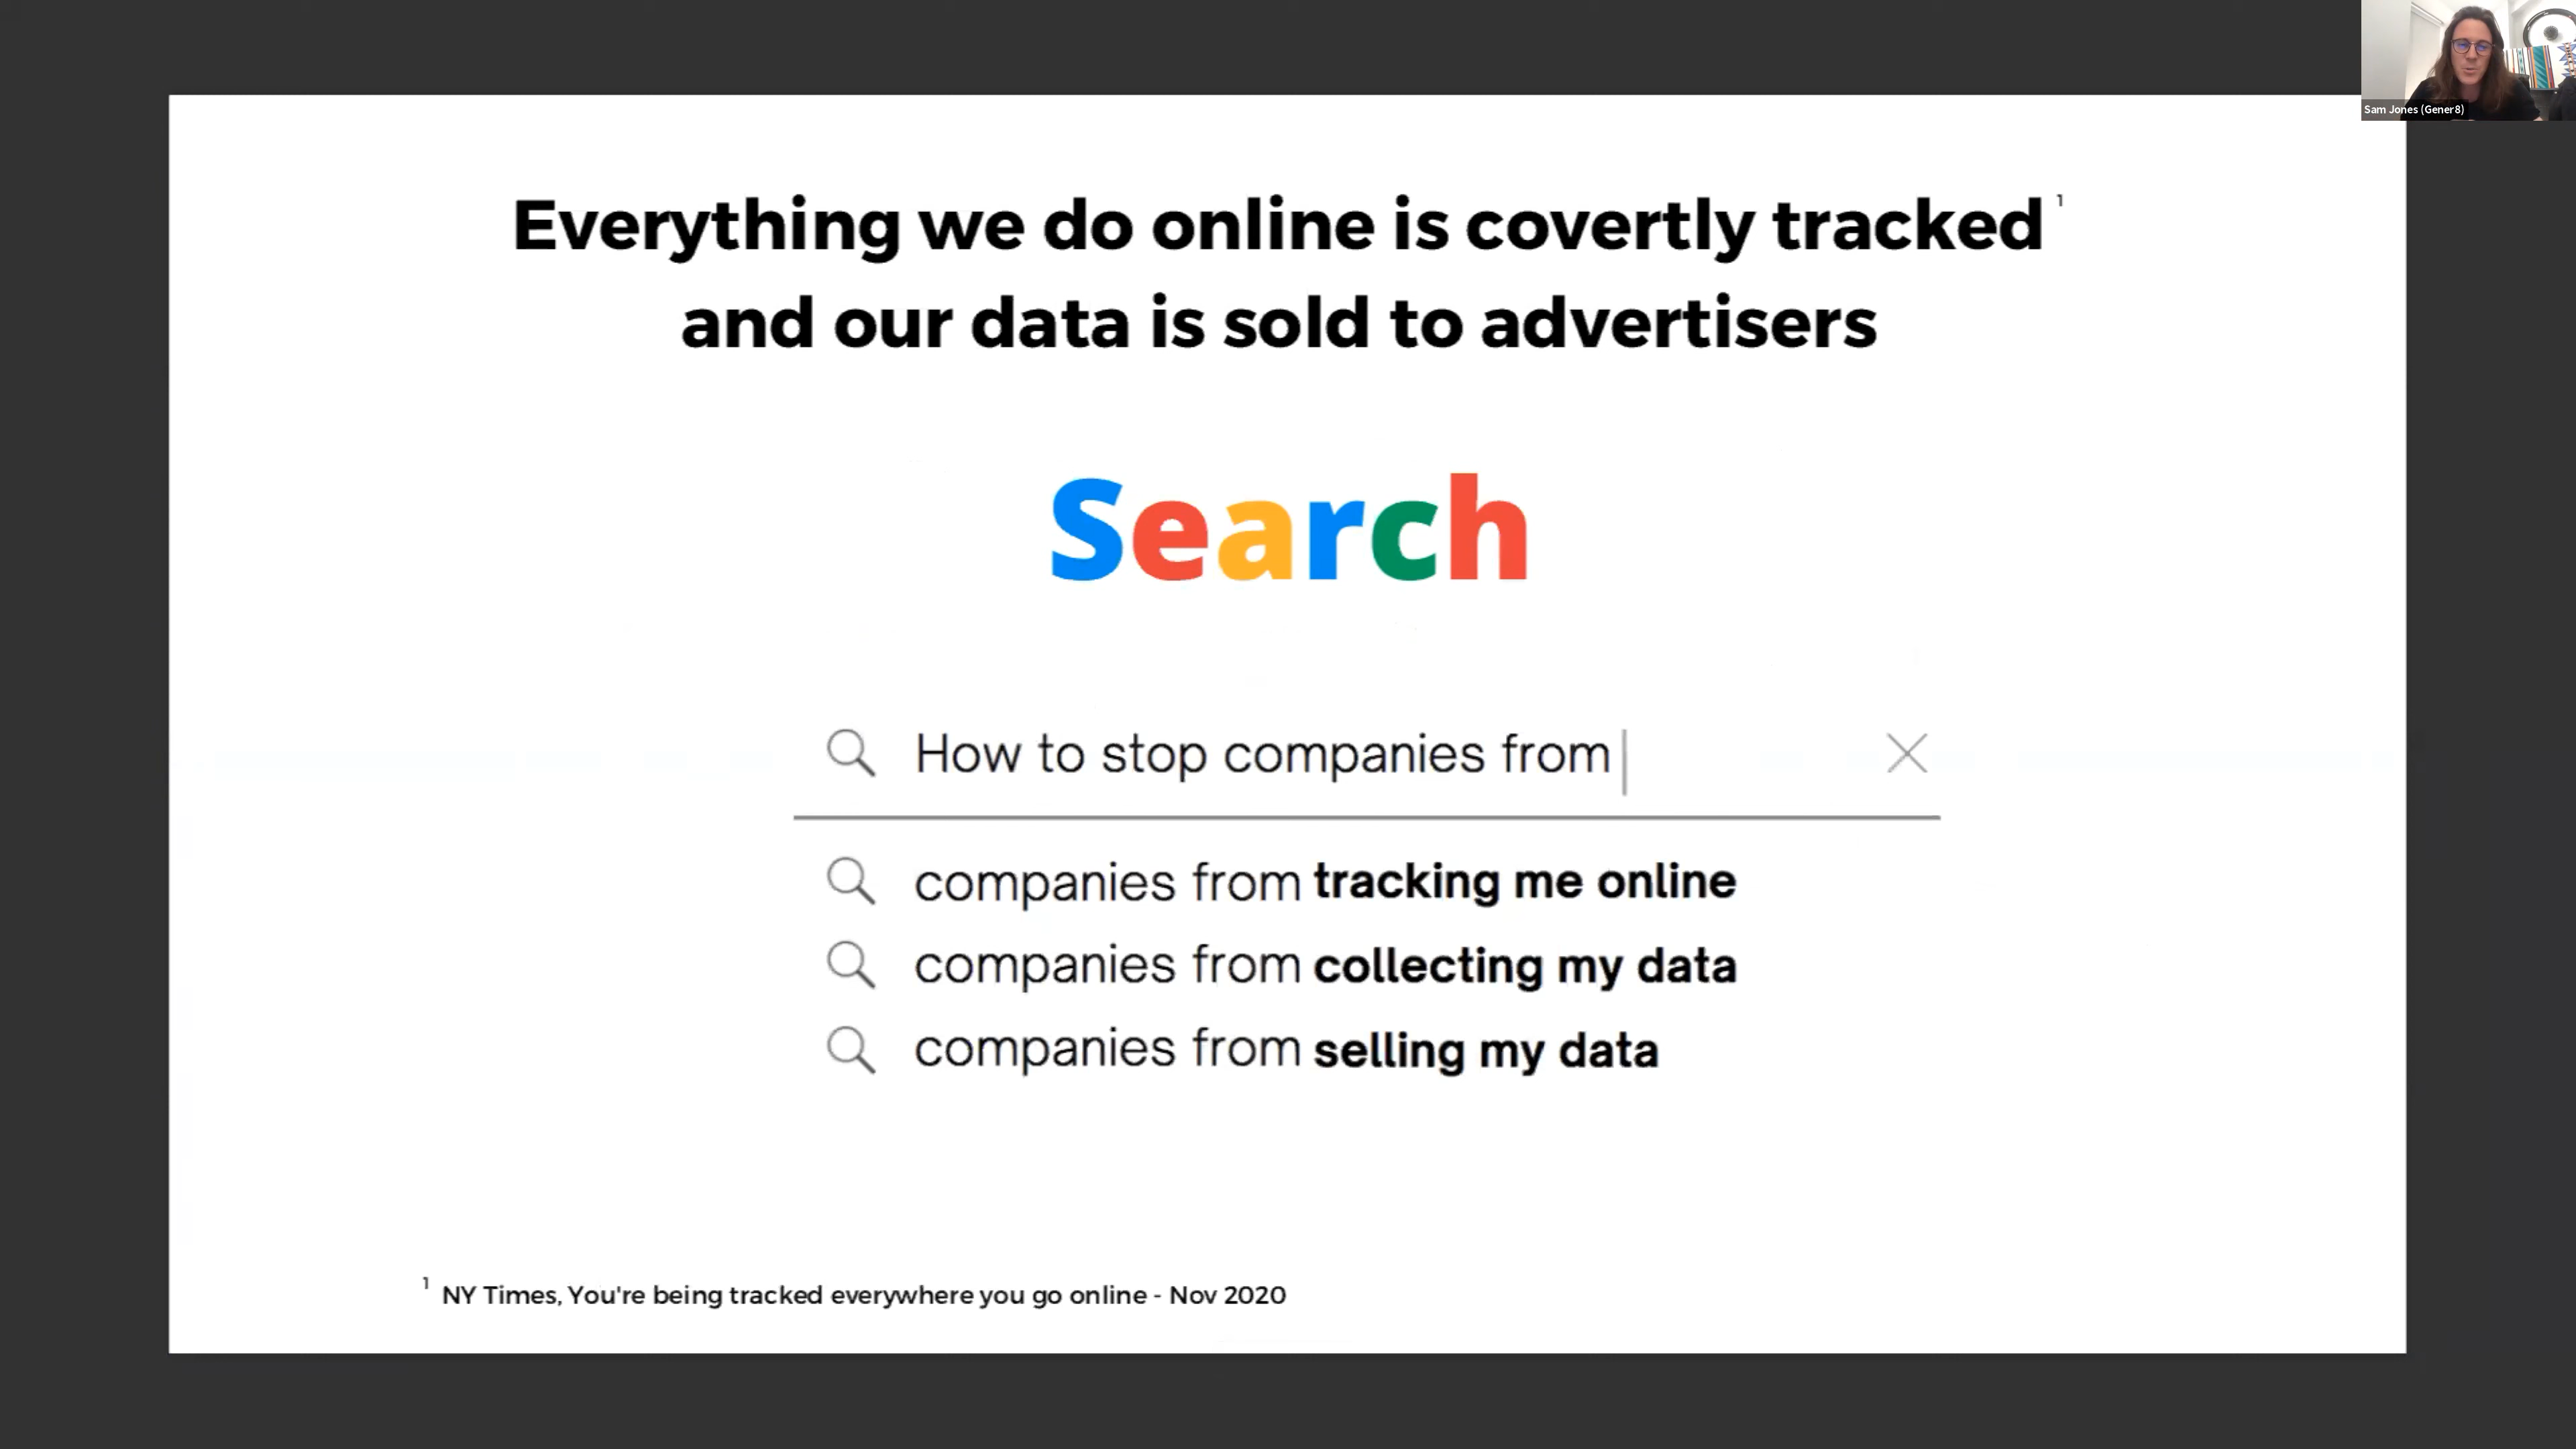 Sam Jones (Gener8)
Everything we do online is covertly tracked 1
and our data is sold to advertisers
Search
How to stop companies from
companies from tracking me online
companies from collecting my data
companies from selling my data
1 NY Times, You're being tracked everywhere you go online - Nov 2020